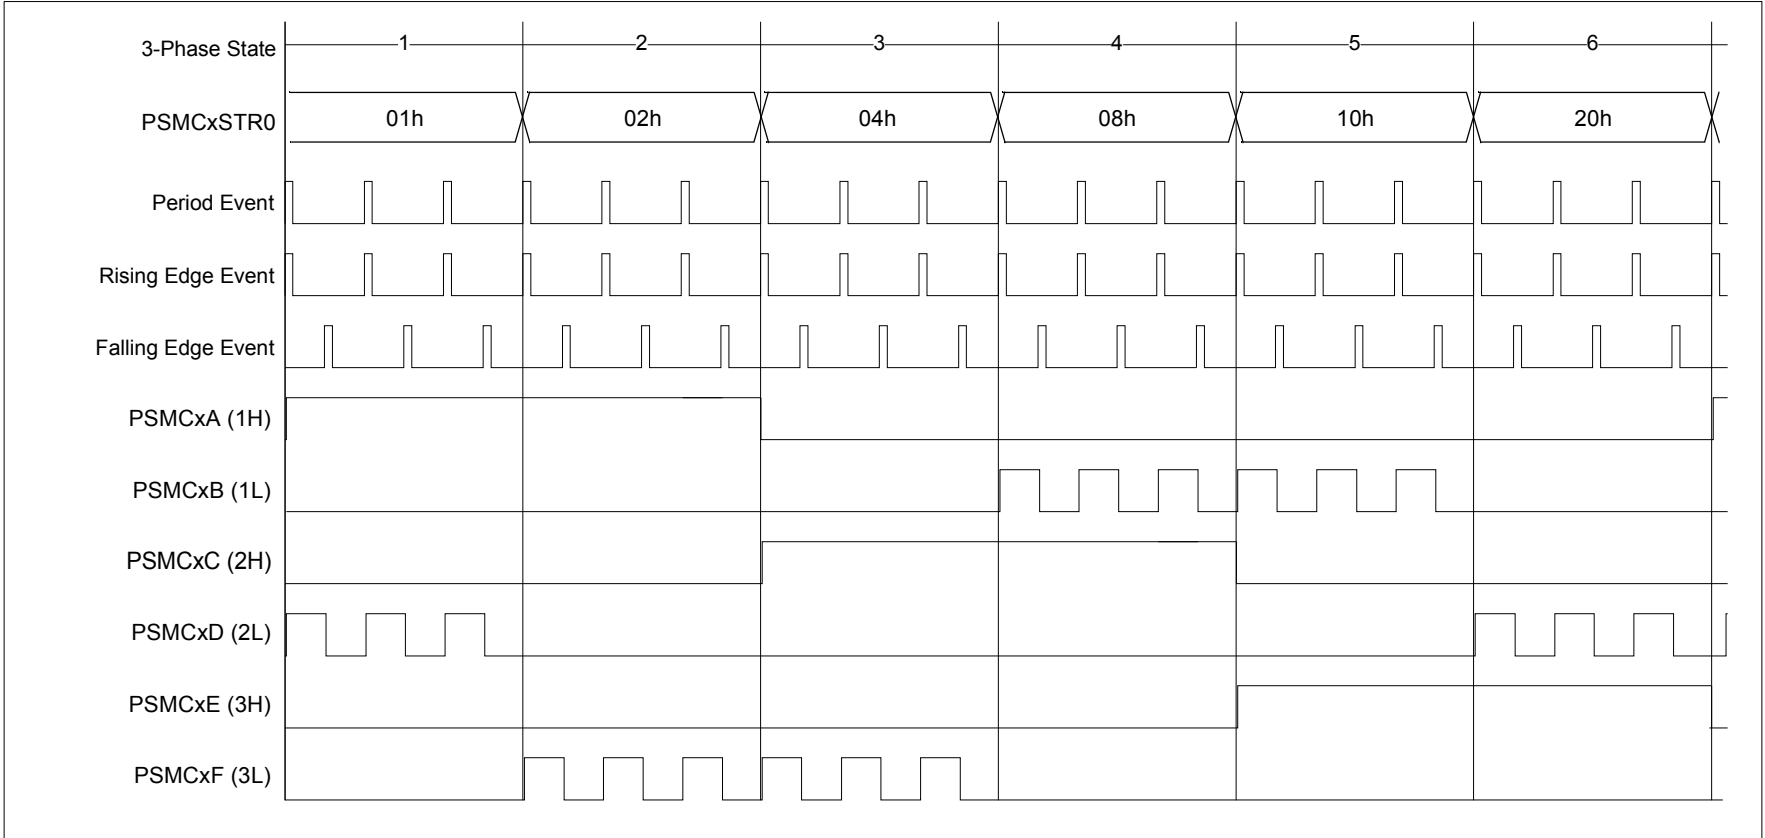 3-Phase State 1 2 3 4 5 6
PSMCxSTR0 01h 02h 04h 08h 10h 20h
Period Event
Rising Edge Event
Falling Edge Event
PSMCxA (1H)
PSMCxB (1L)
PSMCxC (2H)
PSMCxD (2L)
PSMCxE (3H)
PSMCxF (3L)